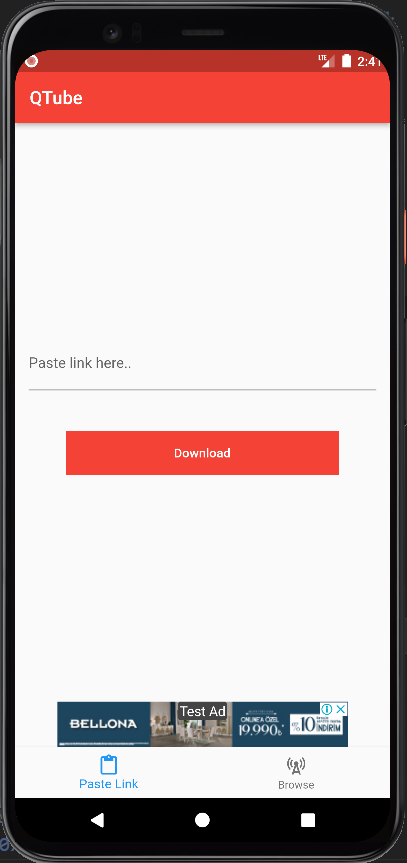 LTE
2:41
QTube
Paste link here..
Download
Test Ad
BELLONA
ONLINE'A ÖZEL
19,990₺
%10
İNDİRİM
Paste Link
Browse